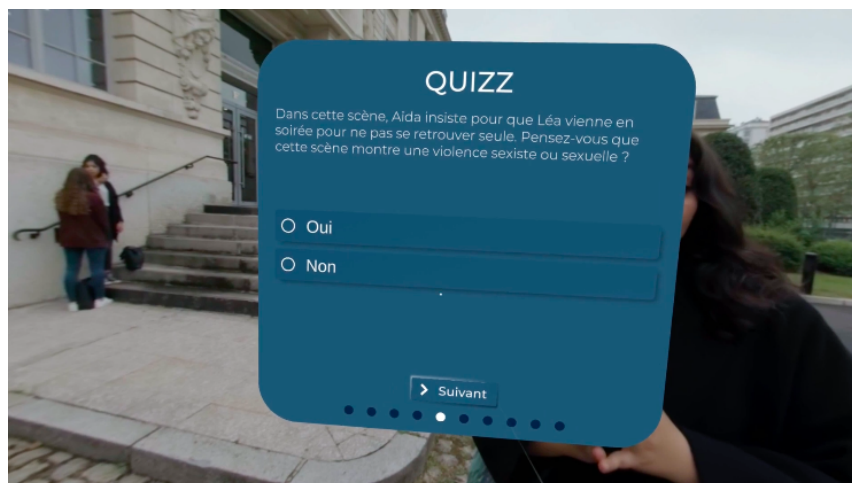 QUIZZ
Dans cette scène, Aïda insiste pour que Léa vienne en
soirée pour ne pas se retrouver seule. Pensez-vous que
cette scène montre une violence sexiste ou sexuelle ?
Oui
Non
Suivant